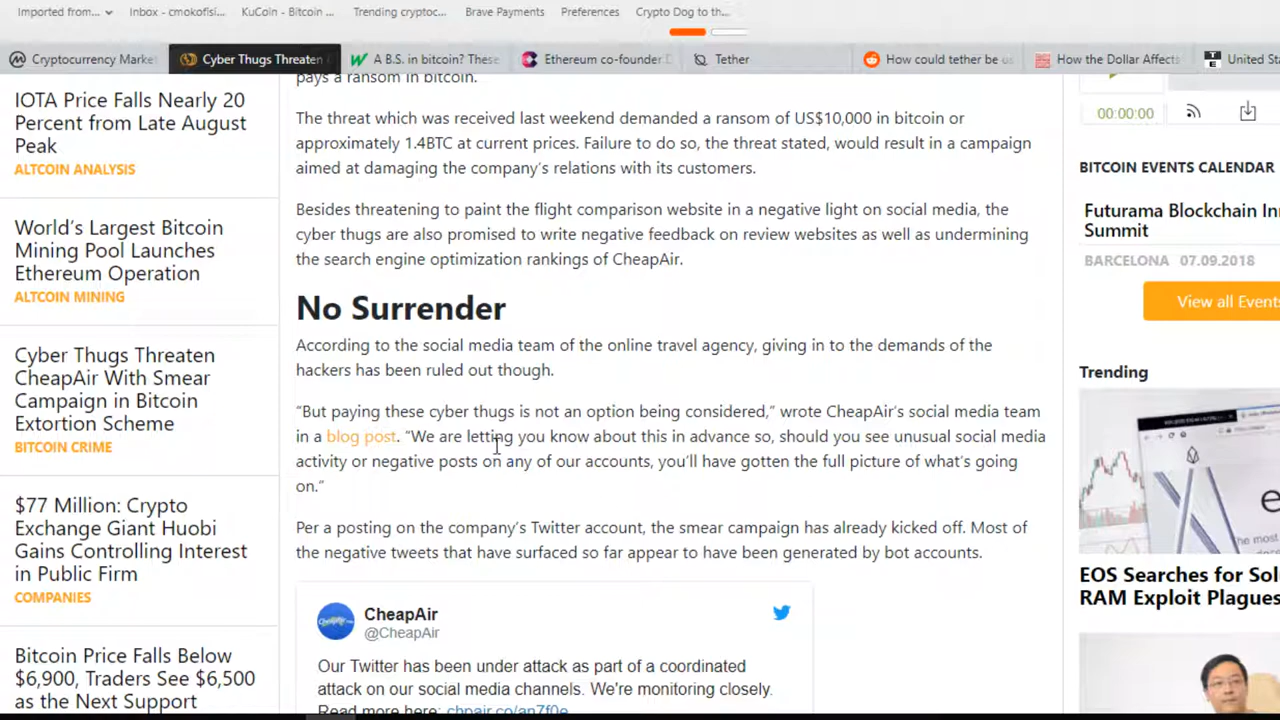 Imported from...
Inbox - cmokofisi...
KuCoin - Bitcoin ...
Trending cryptoc...
Brave Payments
Preferences
Crypto Dog to th...
Cryptocurrency Market
Cyber Thugs Threaten
A B.S. in bitcoin? These
Ethereum co-founder
Tether
How could tether be
How the Dollar Affects
United Sta
IOTA Price Falls Nearly 20
Percent from Late August
Peak
ALTCOIN ANALYSIS
World's Largest Bitcoin
Mining Pool Launches
Ethereum Operation
ALTCOIN MINING
Cyber Thugs Threaten
CheapAir With Smear
Campaign in Bitcoin
Extortion Scheme
BITCOIN CRIME
$77 Million: Crypto
Exchange Giant Huobi
Gains Controlling Interest
in Public Firm
COMPANIES
Bitcoin Price Falls Below
$6,900, Traders See $6,500
as the Next Support
pays a ransom in bitcoin.
The threat which was received last weekend demanded a ransom of US$10,000 in bitcoin or
approximately 1.4BTC at current prices. Failure to do so, the threat stated, would result in a campaign
aimed at damaging the company's relations with its customers.
Besides threatening to paint the flight comparison website in a negative light on social media, the
cyber thugs are also promised to write negative feedback on review websites as well as undermining
the search engine optimization rankings of CheapAir.
No Surrender
According to the social media team of the online travel agency, giving in to the demands of the
hackers has been ruled out though.
“But paying these cyber thugs is not an option being considered,” wrote CheapAir's social media team
in a blog post. “We are letting you know about this in advance so, should you see unusual social media
activity or negative posts on any of our accounts, you'll have gotten the full picture of what's going
on.”
Per a posting on the company's Twitter account, the smear campaign has already kicked off. Most of
the negative tweets that have surfaced so far appear to have been generated by bot accounts.
CheapAir
@CheapAir
Our Twitter has been under attack as part of a coordinated
attack on our social media channels. We're monitoring closely.
Read more here: chpair.co/an7f0e
00:00:00
BITCOIN EVENTS CALENDAR
Futurama Blockchain Inn
Summit
BARCELONA 07.09.2018
View all Events
Trending
EOS Searches for Sol
RAM Exploit Plagues